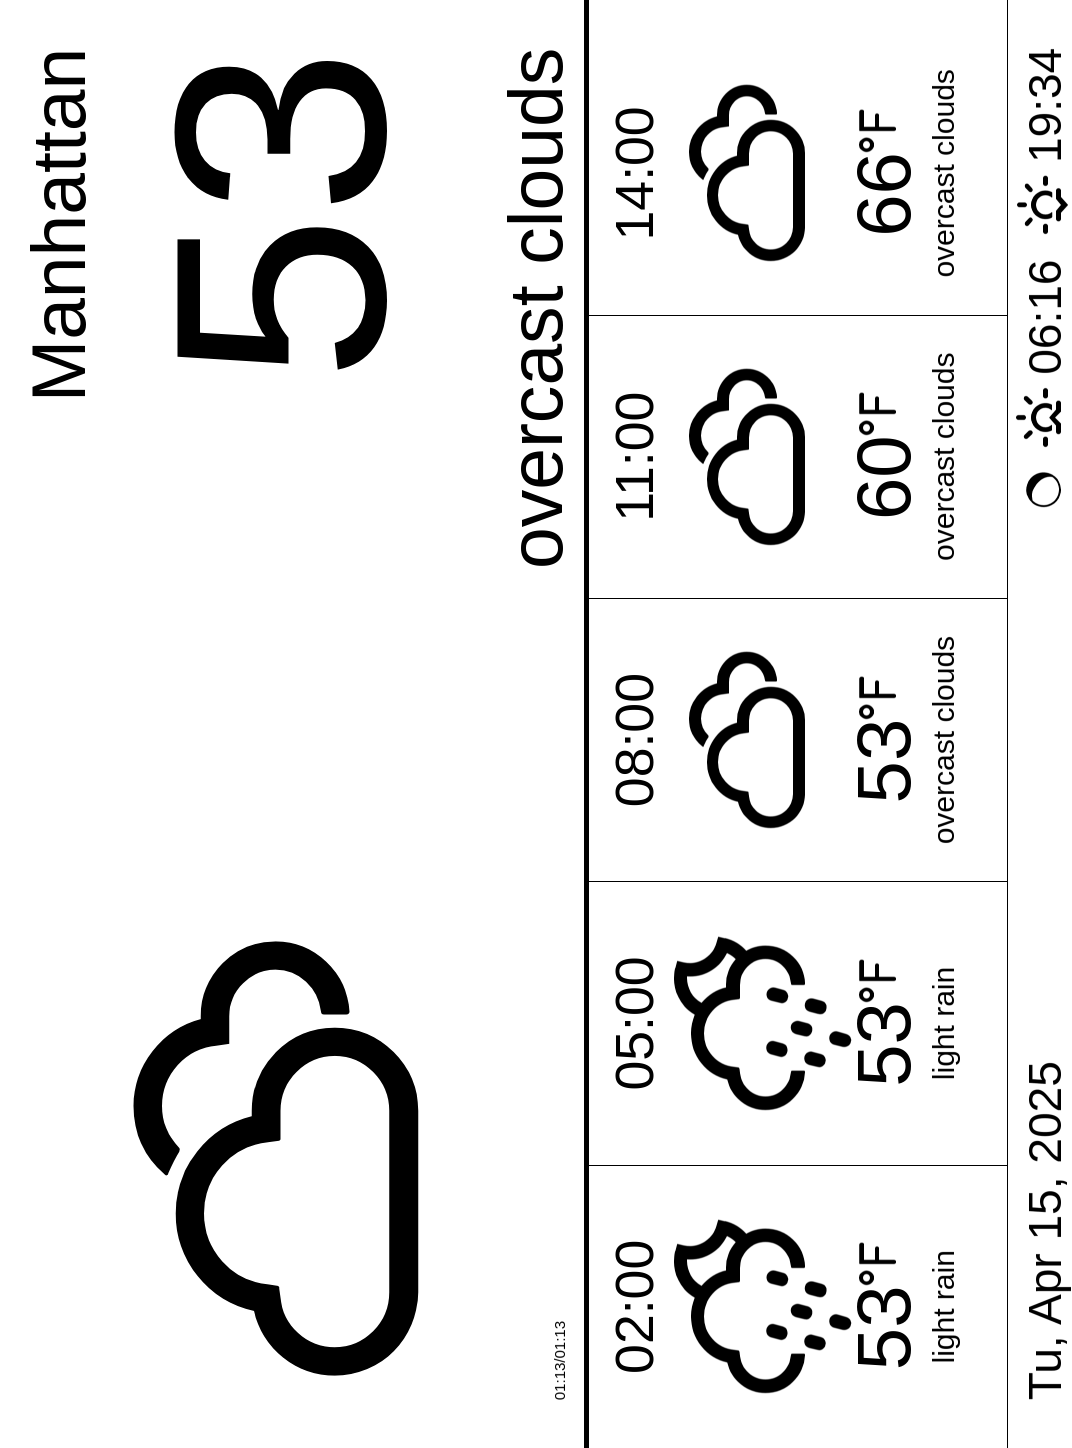 Manhattan
53
overcast clouds
01:13/01:13
02:00
53°F
light rain
05:00
53°F
light rain
08:00
53°F
overcast clouds
11:00
60°F
overcast clouds
14:00
66°F
overcast clouds
Tu, Apr 15, 2025
06:16
19:34